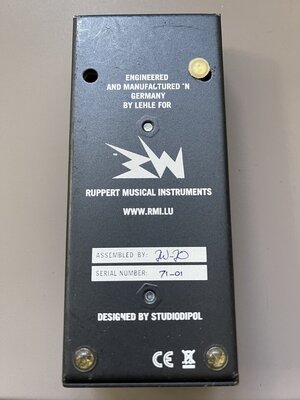 ENGINEERED
AND MANUFACTURED IN
GERMANY
BY LEHLE FOR
RUPPERT MUSICAL INSTRUMENTS
WWW.RMI.LU
ASSEMBLED BY:
SERIAL NUMBER: 71-01
DESIGNED BY STUDIODIPOL
CE